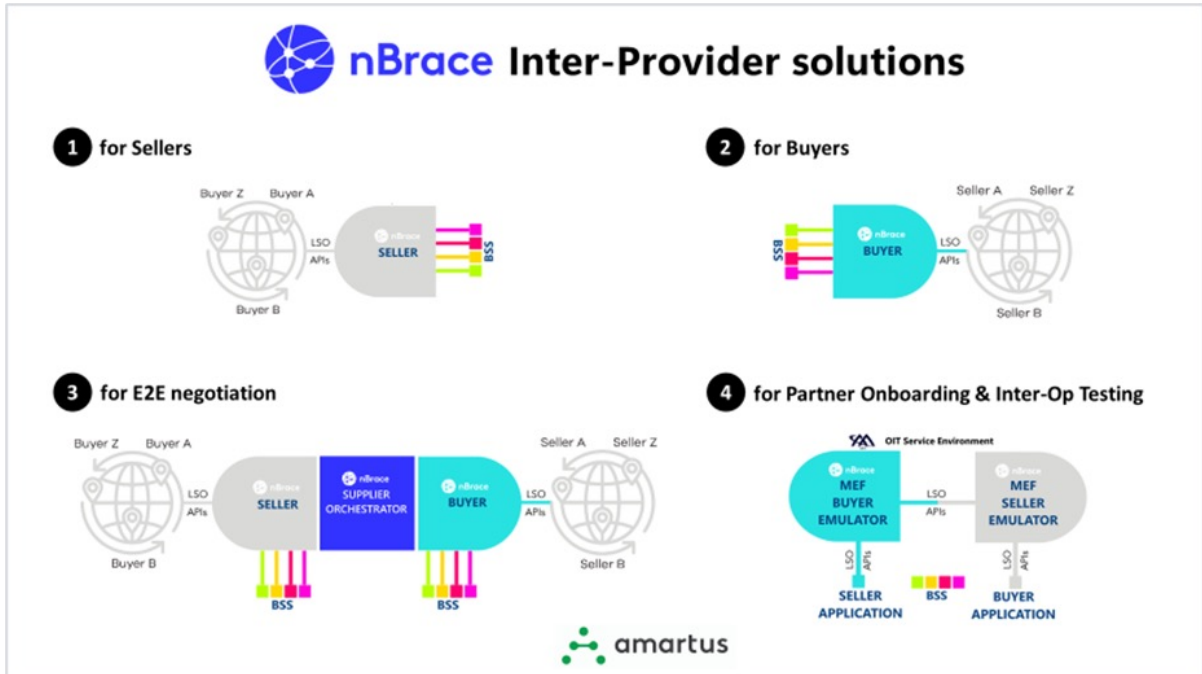 nBrace Inter-Provider solutions
1 for Sellers
Buyer Z Buyer A
Buyer B
LSO
APIs
nBrace
SELLER
BSS
2 for Buyers
BSS
nBrace
BUYER
LSO
APIs
Seller A Seller Z
Seller B
3 for E2E negotiation
Buyer Z Buyer A
Buyer B
LSO
APIs
nBrace
SELLER
nBrace
SUPPLIER
ORCHESTRATOR
nBrace
BUYER
LSO
APIs
Seller A Seller Z
Seller B
BSS
BSS
4 for Partner Onboarding & Inter-Op Testing
OIT Service Environment
nBrace
MEF
BUYER
EMULATOR
LSO
APIs
nBrace
MEF
SELLER
EMULATOR
LSO
APIs
LSO
APIs
SELLER
APPLICATION
BSS
BUYER
APPLICATION
amartus